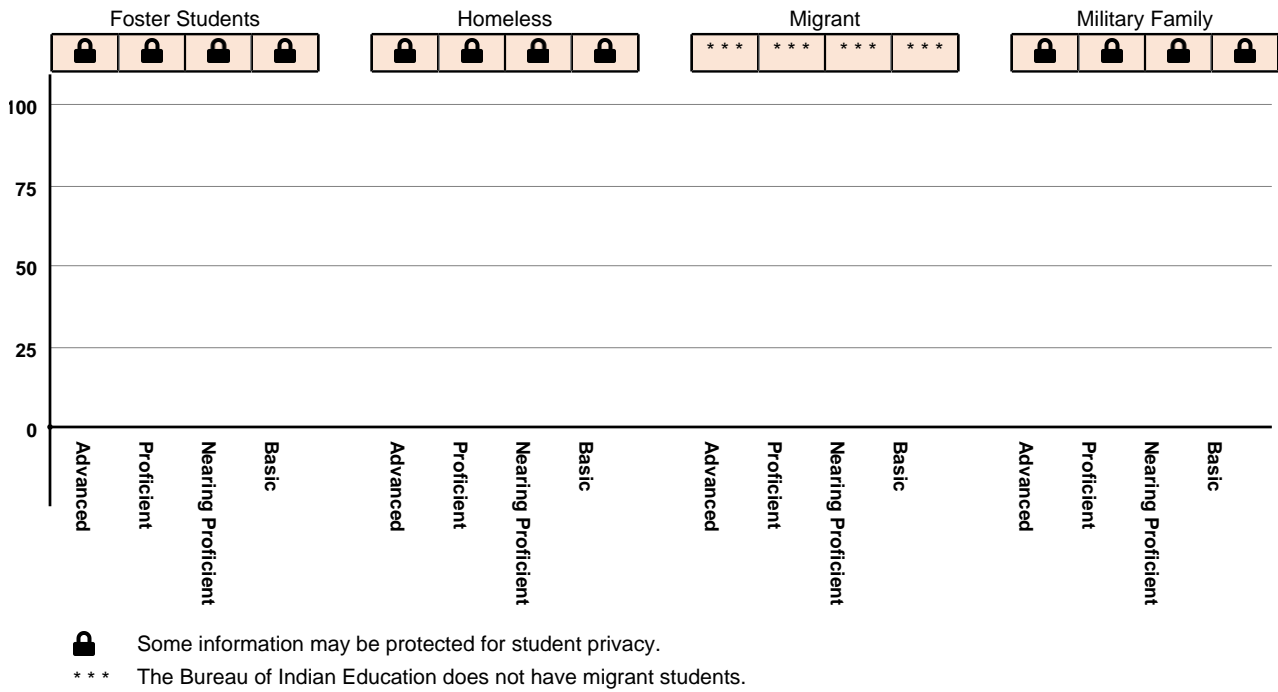 Foster Students Homeless Migrant Military Family
* * * * * * * * * * * *
100
75
50
25
0
Advanced Proficient Nearing Proficient Basic Advanced Proficient Nearing Proficient Basic Advanced Proficient Nearing Proficient Basic Advanced Proficient Nearing Proficient Basic
Some information may be protected for student privacy.
* * * The Bureau of Indian Education does not have migrant students.